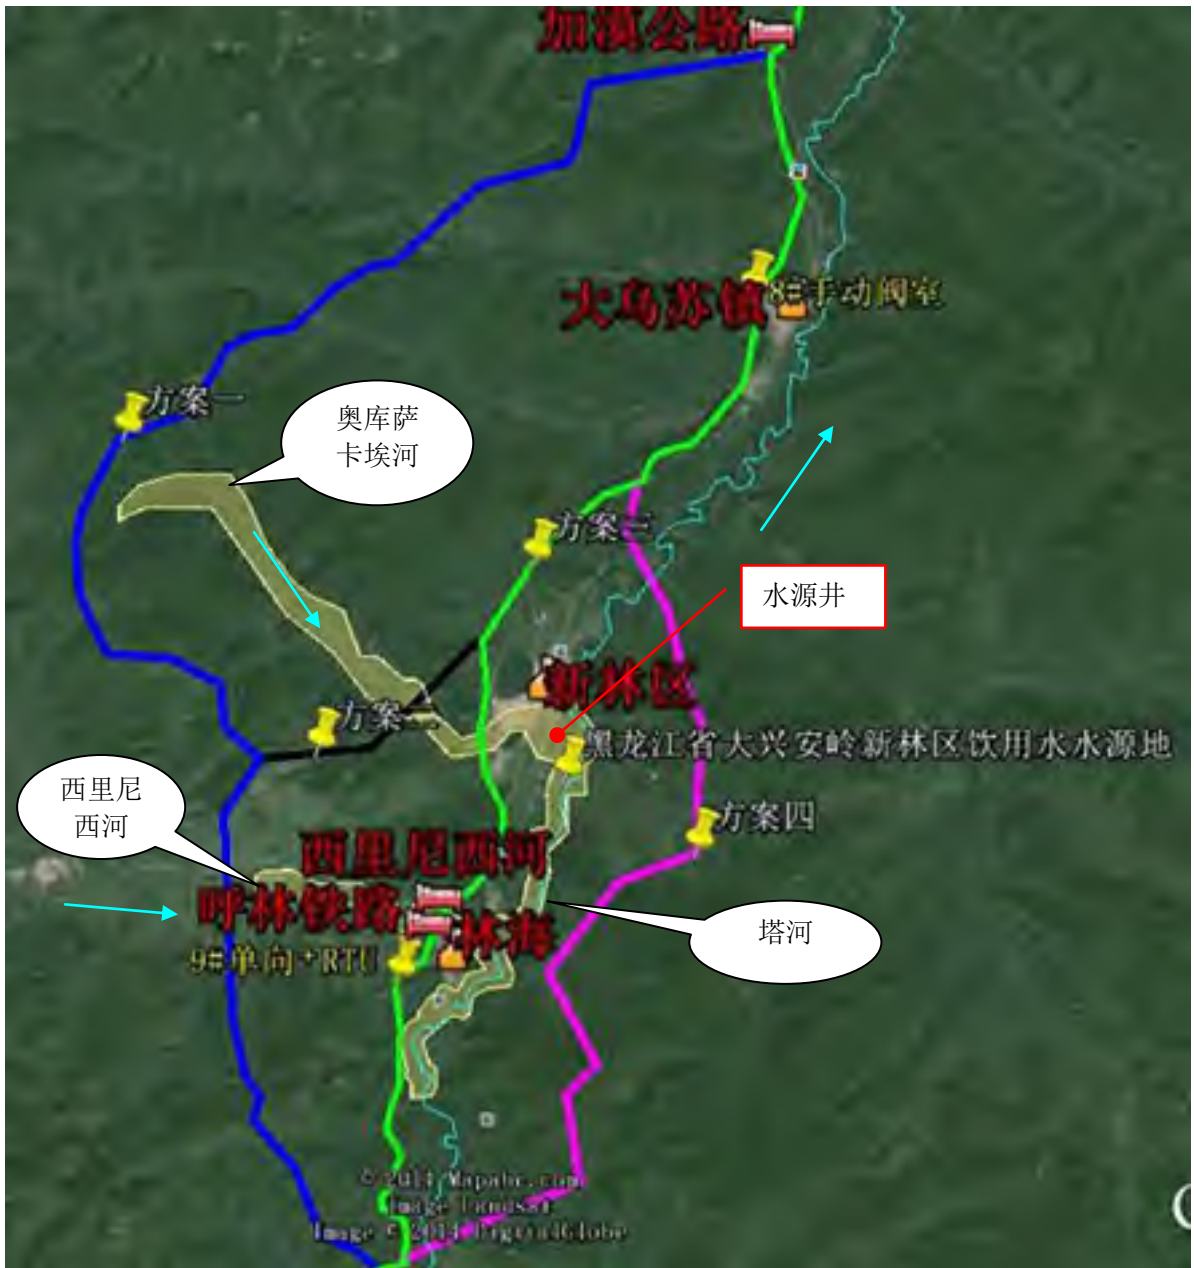 加漠公路
大乌苏镇
8#手动阀室
方案一
奥库萨
卡埃河
方案三
水源井
新林区
方案
黑龙江省大兴安岭新林区饮用水水源地
西里尼
西河
方案四
西里尼西河
呼林铁路
林海
塔河
9#单向+RTU
© 2014 Mapabc.com
Image Landsat
Image © 2014 DigitalGlobe